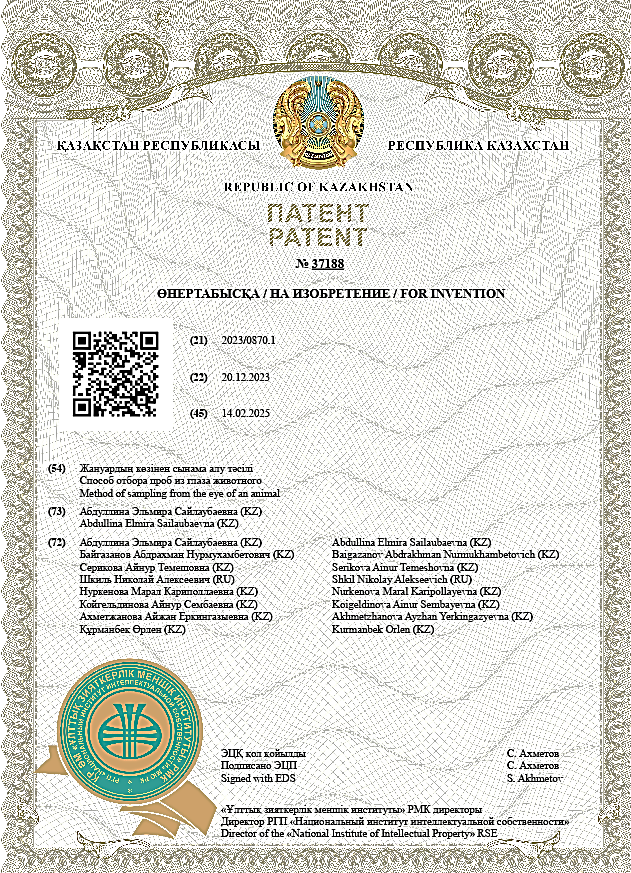 ҚАЗАҚСТАН РЕСПУБЛИКАСЫ
РЕСПУБЛИКА КАЗАХСТАН
REPUBLIC OF KAZAKHSTAN
ПАТЕНТ
PATENT
№ 37188
ӨНЕРТАБЫСҚА / НА ИЗОБРЕТЕНИЕ / FOR INVENTION
(21) 2023/0870.1
(22) 20.12.2023
(45) 14.02.2025
(54) Жануардың көзінен сынама алу тәсілі
Способ отбора проб из глаза животного
Method of sampling from the eye of an animal
(73) Абдуллина Эльмира Сайлаубаевна (KZ)
Abdullina Elmira Sailaubaevna (KZ)
(72) Абдуллина Эльмира Сайлаубаевна (KZ)
Байгазанов Абдрахман Нурмухамбетович (KZ)
Серикова Айнур Темешовна (KZ)
Шкиль Николай Алексеевич (RU)
Нуркенова Марал Кариполлаевна (KZ)
Койгельдинова Айнур Сембаевна (KZ)
Ахметжанова Айжан Еркингазыевна (KZ)
Құрманбек Өрлен (KZ)
Abdullina Elmira Sailaubaevna (KZ)
Baigazanov Abdrakhman Nurmukhambetovich (KZ)
Serikova Ainur Temeshovna (KZ)
Shkil Nikolay Alekseevich (RU)
Nurkenova Maral Karipollayevna (KZ)
Koigeldinova Ainur Sembayevna (KZ)
Akhmetzhanova Ayzhan Yerkingazyevna (KZ)
Kurmanbek Orlen (KZ)
ЭЦҚ қол қойылды С. Ахметов
Подписано ЭЦП С. Ахметов
Signed with EDS S. Akhmetov
«Ұлттық зияткерлік меншік институты» РМК директоры
Директор РГП «Национальный институт интеллектуальной собственности»
Director of the «National Institute of Intellectual Property» RSE